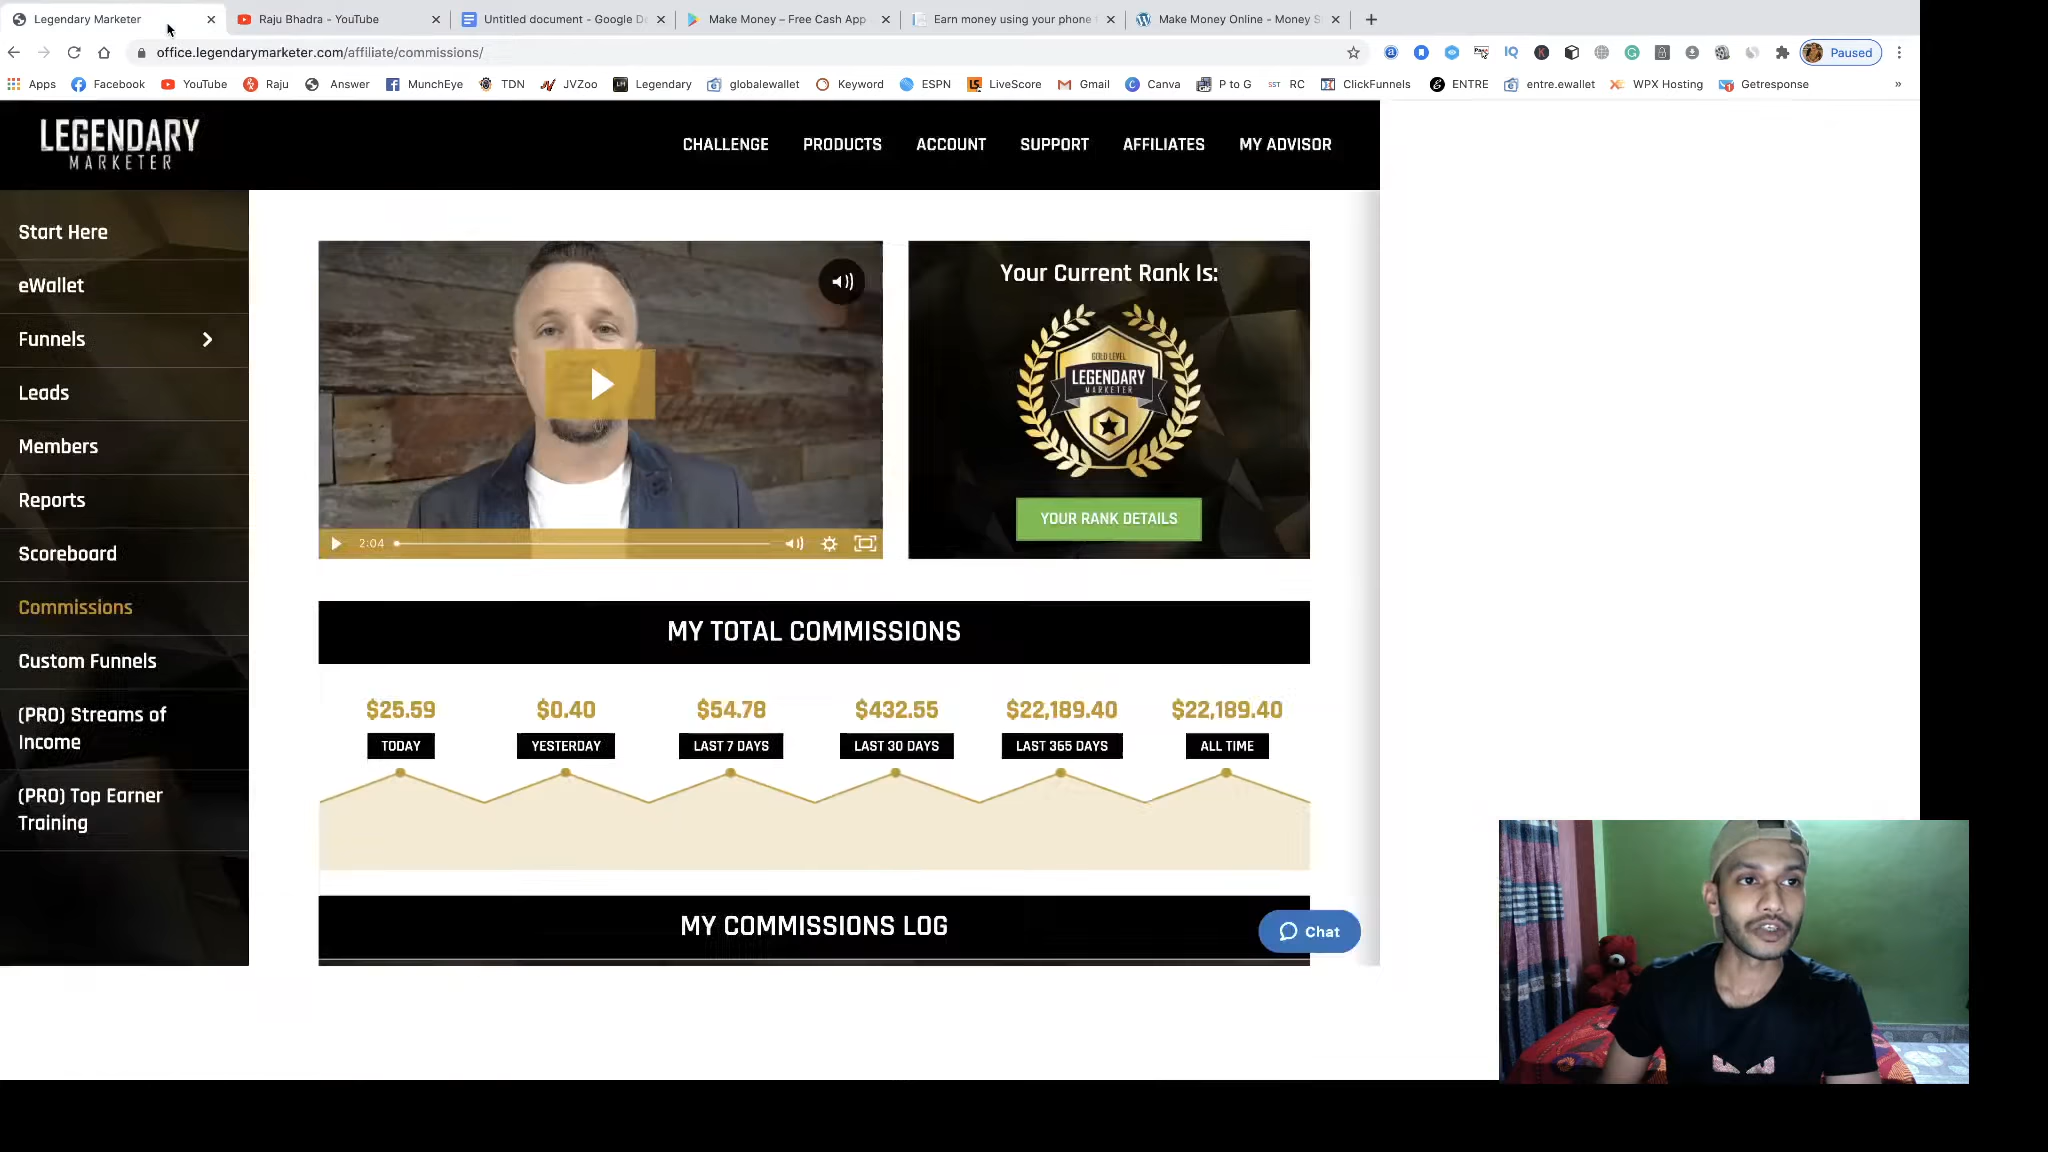 Legendary Marketer
Raju Bhadra - YouTube
Untitled document - Google De
Make Money – Free Cash App
Earn money using your phone
Make Money Online - Money S
office.legendarymarketer.com/affiliate/commissions/
Paused
Apps
Facebook
YouTube
Raju
Answer
MunchEye
TDN
JVZoo
Legendary
globalewallet
Keyword
ESPN
LiveScore
Gmail
Canva
P to G
RC
ClickFunnels
ENTRE
entre.ewallet
WPX Hosting
Getresponse
»
LEGENDARY
MARKETER
CHALLENGE
PRODUCTS
ACCOUNT
SUPPORT
AFFILIATES
MY ADVISOR
Start Here
eWallet
Funnels
Leads
Members
Reports
Scoreboard
Commissions
Custom Funnels
(PRO) Streams of
Income
(PRO) Top Earner
Training
2:04
Your Current Rank Is:
GOLD LEVEL
LEGENDARY
MARKETER
YOUR RANK DETAILS
MY TOTAL COMMISSIONS
$25.59
$0.40
$54.78
$432.55
$22,189.40
$22,189.40
TODAY
YESTERDAY
LAST 7 DAYS
LAST 30 DAYS
LAST 365 DAYS
ALL TIME
MY COMMISSIONS LOG
Chat